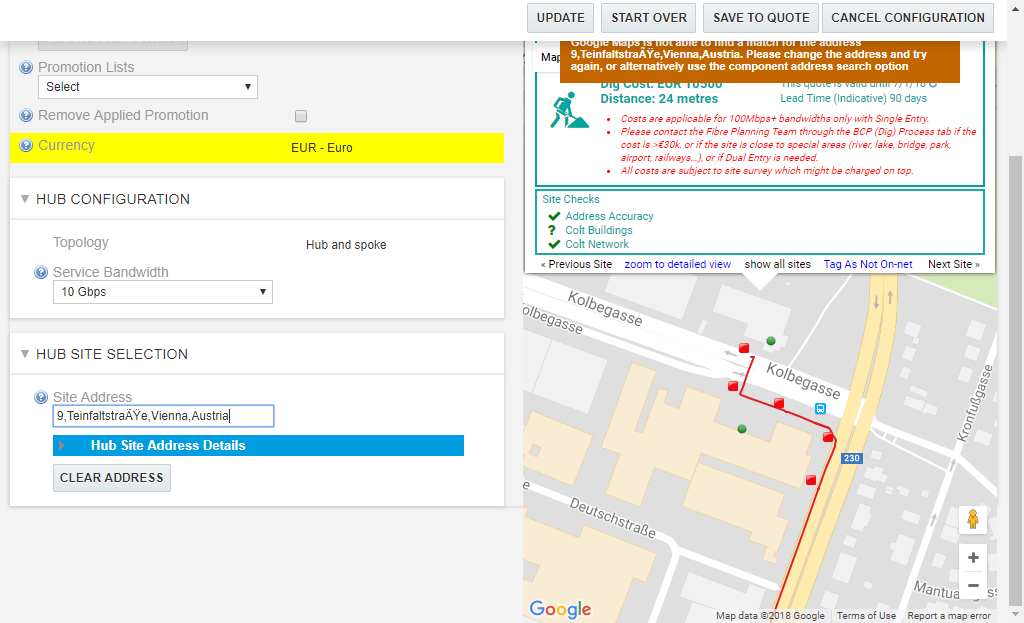 UPDATE
START OVER
SAVE TO QUOTE
CANCEL CONFIGURATION
Promotion Lists
Select
Remove Applied Promotion
Currency
EUR - Euro
HUB CONFIGURATION
Topology
Hub and spoke
Service Bandwidth
10 Gbps
HUB SITE SELECTION
Site Address
9,TeinfaltstraÃŸe,Vienna,Austria
Hub Site Address Details
CLEAR ADDRESS
Map
Google Maps is not able to find a match for the address
9,TeinfaltstraÃŸe,Vienna,Austria. Please change the address and try
again, or alternatively use the component address search option
Dig Cost: EUR 10500
Distance: 24 metres
This quote is valid until 7/1/18
Lead Time (Indicative) 90 days
Costs are applicable for 100Mbps+ bandwidths only with Single Entry.
Please contact the Fibre Planning Team through the BCP (Dig) Process tab if the
cost is >€30k, or if the site is close to special areas (river, lake, bridge, park,
airport, railways...), or if Dual Entry is needed.
All costs are subject to site survey which might be charged on top.
Site Checks
Address Accuracy
? Colt Buildings
Colt Network
« Previous Site
zoom to detailed view
show all sites
Tag As Not On-net
Next Site »
Kolbegasse
olbegasse
Kolbegasse
Kronfußgasse
230
e
Deutschstraße
Mantuagass
+
−
Google
Map data ©2018 Google
Terms of Use
Report a map error